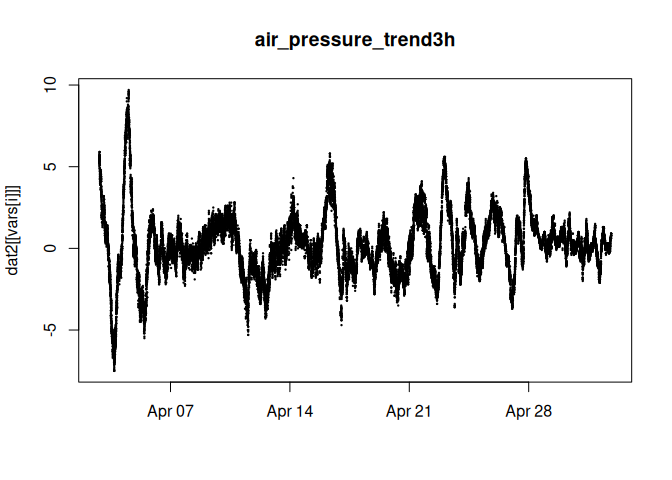 air_pressure_trend3h
dat2[[vars[i]]]
10
5
0
-5
Apr 07
Apr 14
Apr 21
Apr 28